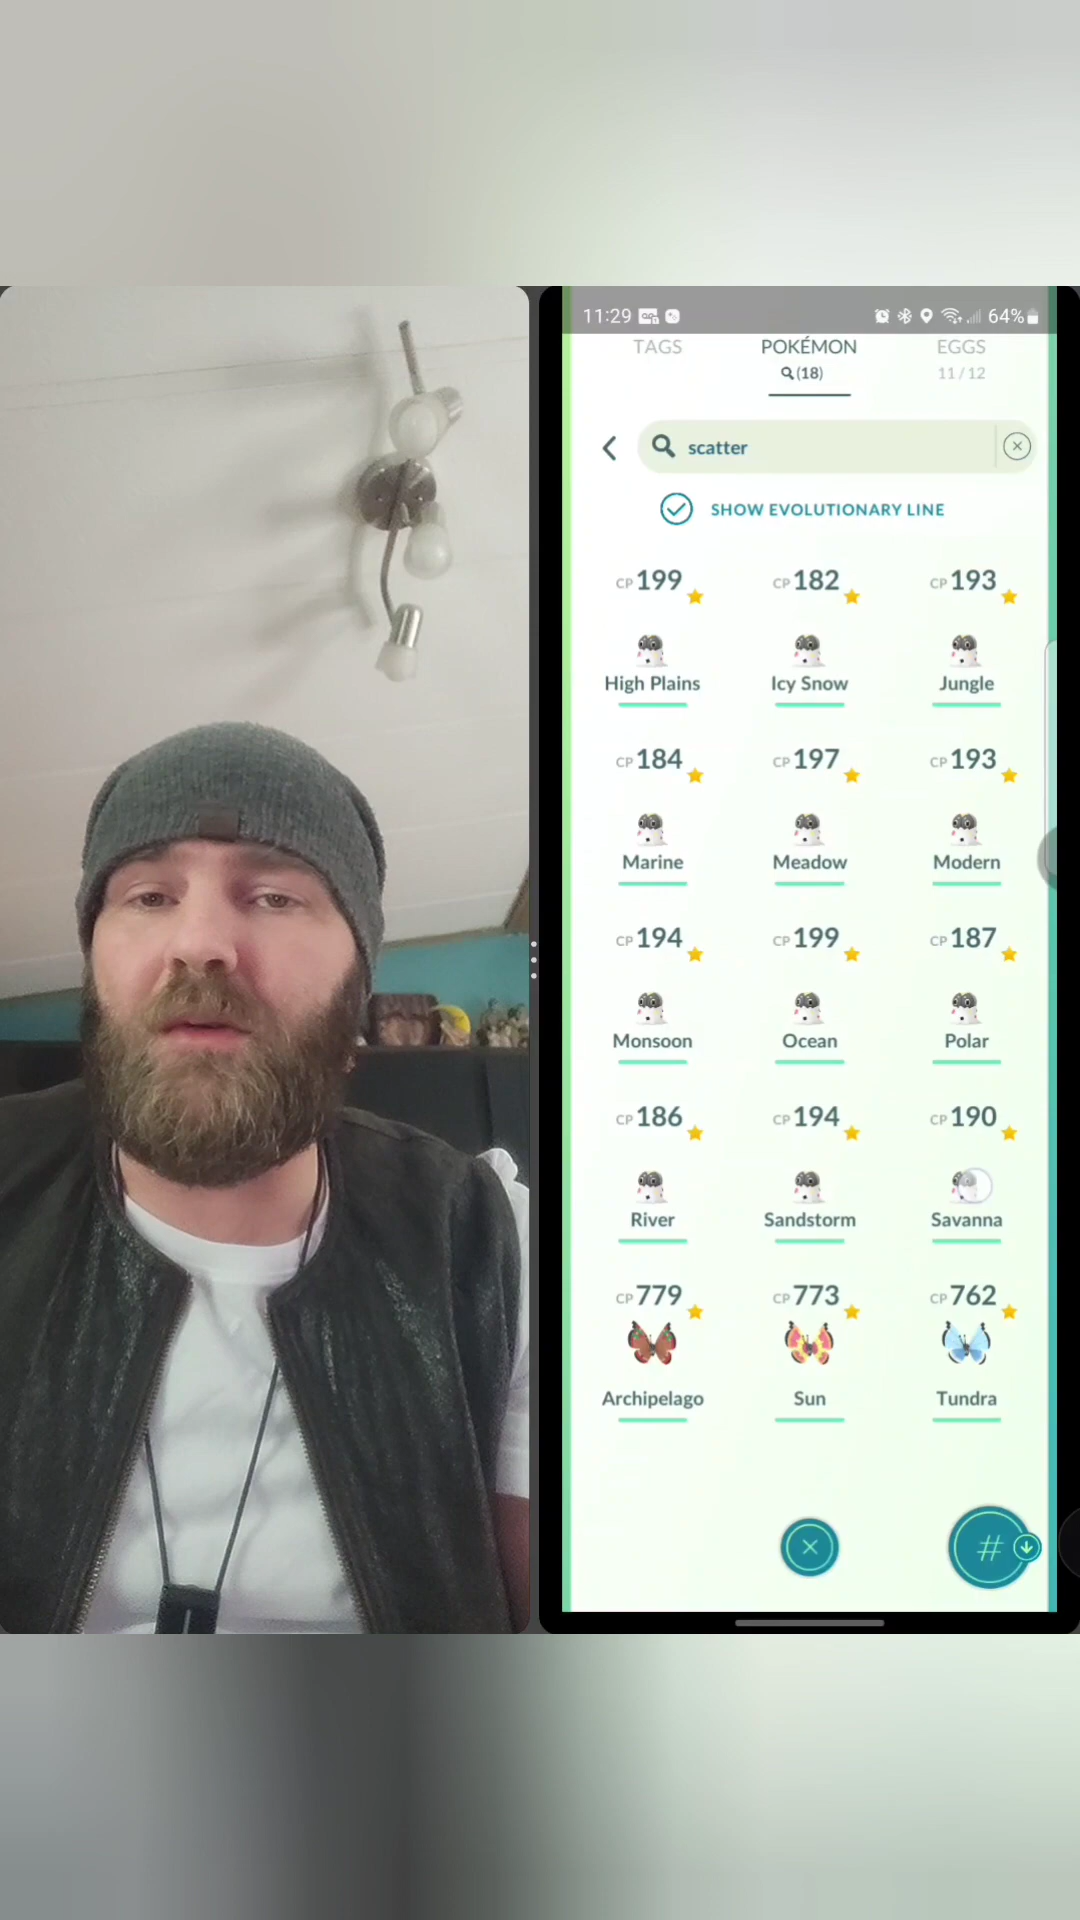 11:29 64%
TAGS POKÉMON EGGS
(18) 11 / 12
scatter
SHOW EVOLUTIONARY LINE
CP 199 CP 182 CP 193
High Plains Icy Snow Jungle
CP 184 CP 197 CP 193
Marine Meadow Modern
CP 194 CP 199 CP 187
Monsoon Ocean Polar
CP 186 CP 194 CP 190
River Sandstorm Savanna
CP 779 CP 773 CP 762
Archipelago Sun Tundra
#